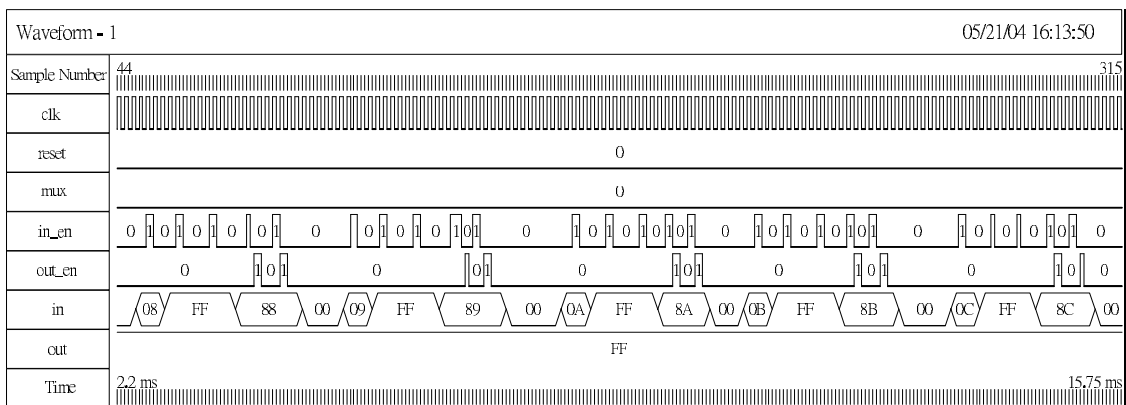 Waveform - 1 05/21/04 16:13:50
Sample Number 44 315
clk
reset 0
mux 0
in_en 0 1 0 1 0 1 0 0 1 0 0 1 0 1 0 1 0 1 0 1 0 1 0 1 0 1 0 1 0 1 0 1 0 1 0 1 0 1 0 1 0 0 0 1 0 1 0
out_en 0 1 0 1 0 0 1 0 1 0 1 0 1 0 1 0 1 0 0
in 08 FF 88 00 09 FF 89 00 0A FF 8A 00 0B FF 8B 00 0C FF 8C 00
out FF
Time 2.2 ms 15.75 ms